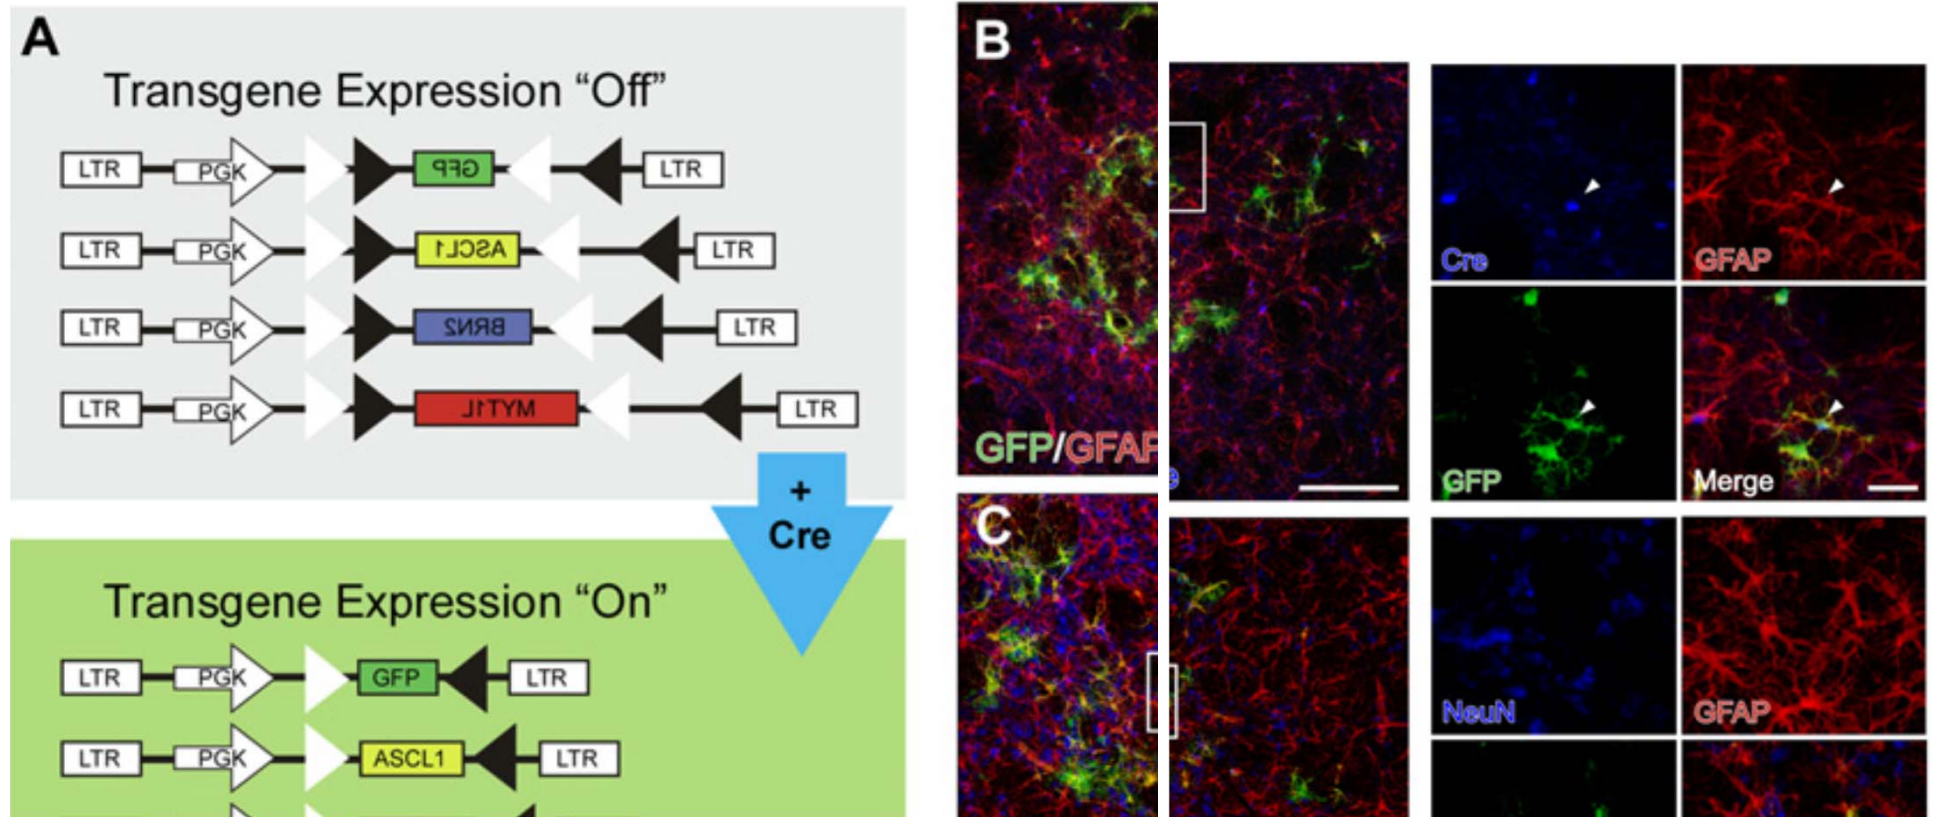 A
Transgene Expression “Off”
LTR PGK GFP LTR
LTR PGK ASCL1 LTR
LTR PGK BRN2 LTR
LTR PGK MYT1L LTR
+
Cre
Transgene Expression “On”
LTR PGK GFP LTR
LTR PGK ASCL1 LTR
B
GFP/GFAP
Cre
GFAP
GFP
Merge
C
NeuN
GFAP